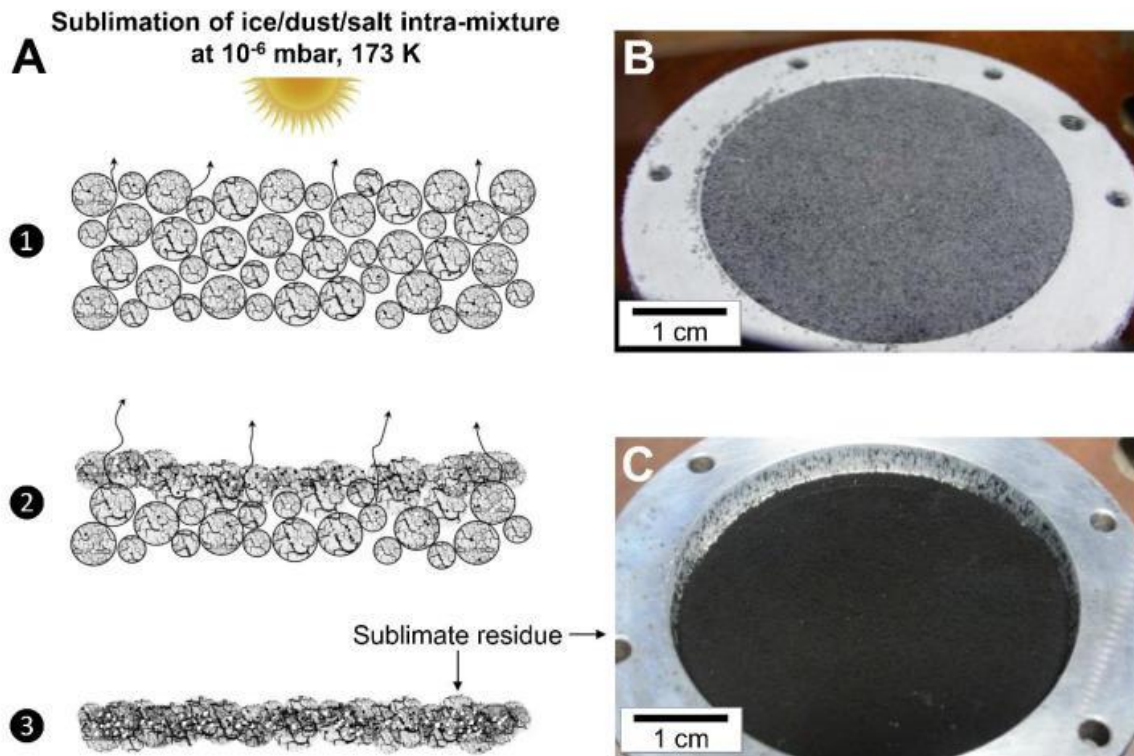 Sublimation of ice/dust/salt intra-mixture
at 10⁻⁶ mbar, 173 K
A
1
2
Sublimate residue
3
B
1 cm
C
1 cm